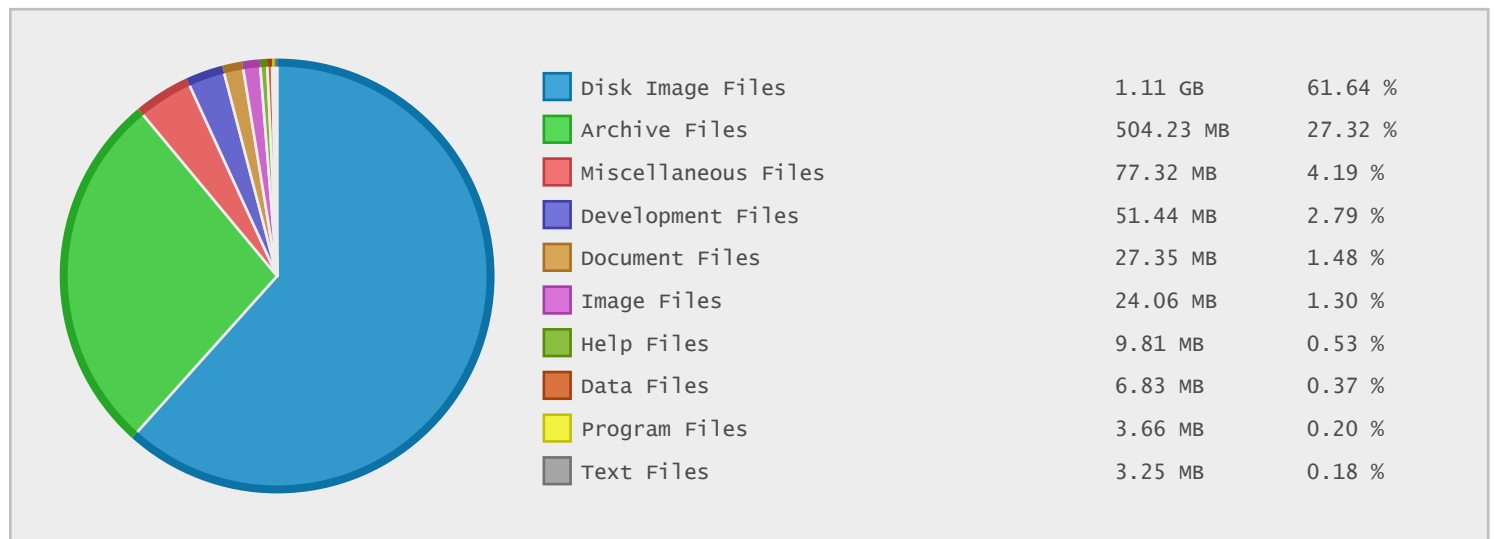 Disk Image Files 1.11 GB 61.64 %
Archive Files 504.23 MB 27.32 %
Miscellaneous Files 77.32 MB 4.19 %
Development Files 51.44 MB 2.79 %
Document Files 27.35 MB 1.48 %
Image Files 24.06 MB 1.30 %
Help Files 9.81 MB 0.53 %
Data Files 6.83 MB 0.37 %
Program Files 3.66 MB 0.20 %
Text Files 3.25 MB 0.18 %